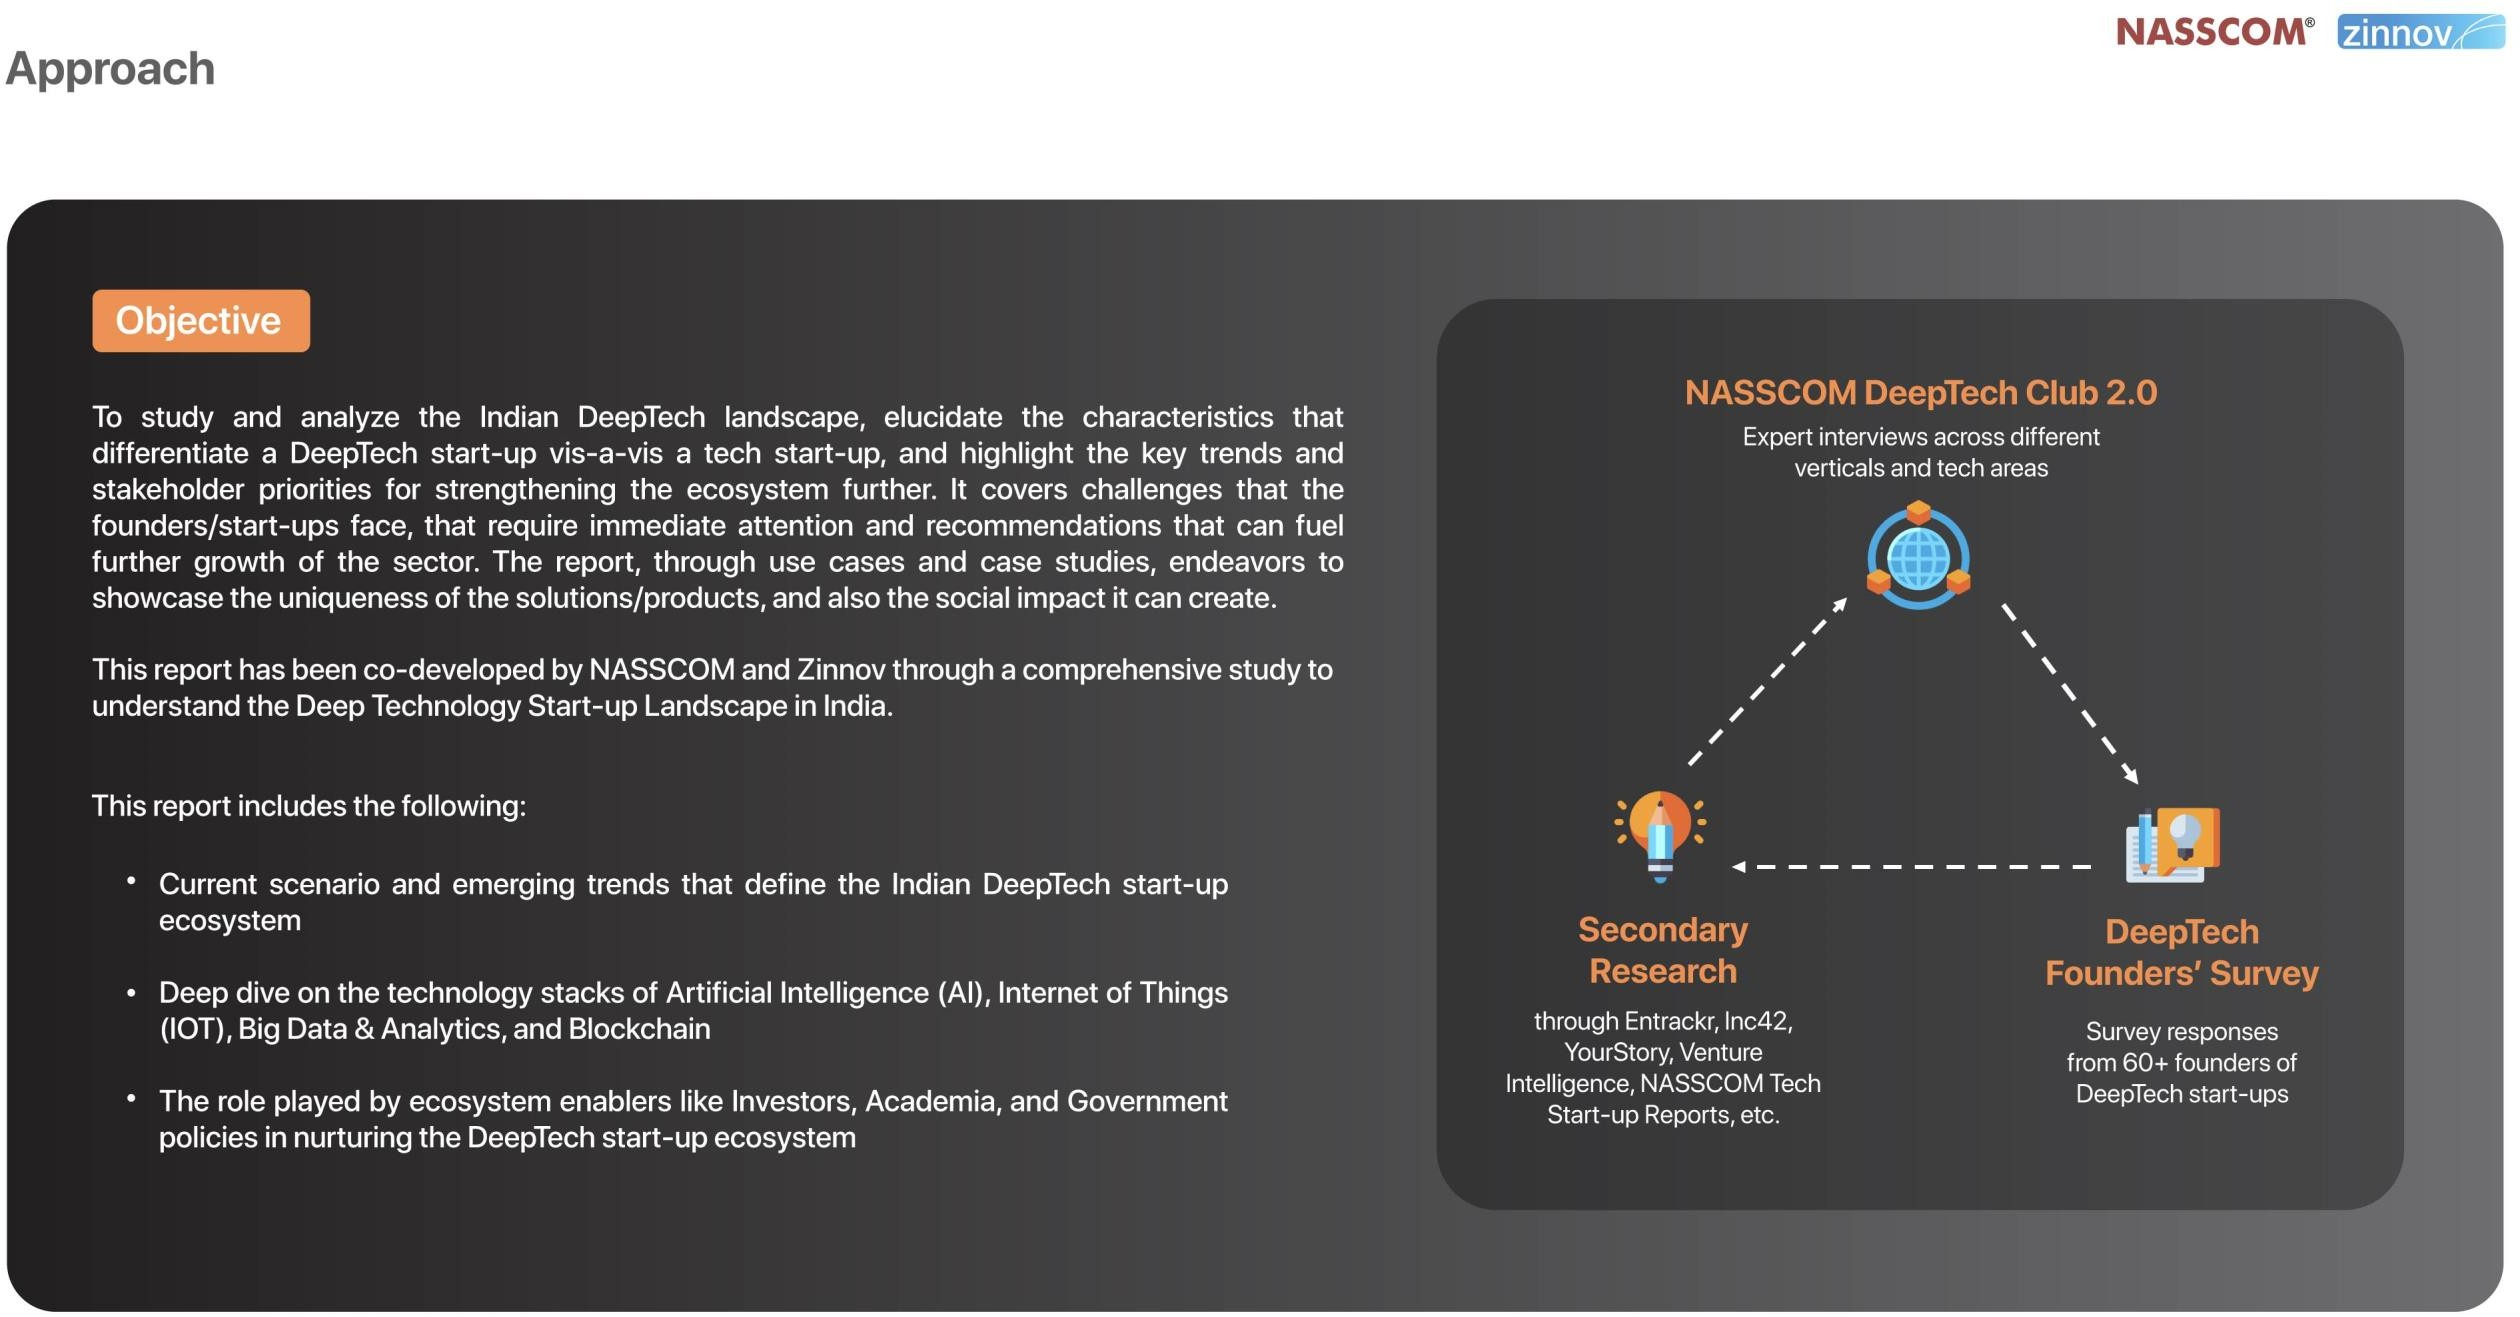 Approach
NASSCOM®
zinnov
Objective
To study and analyze the Indian DeepTech landscape, elucidate the characteristics that
differentiate a DeepTech start-up vis-a-vis a tech start-up, and highlight the key trends and
stakeholder priorities for strengthening the ecosystem further. It covers challenges that the
founders/start-ups face, that require immediate attention and recommendations that can fuel
further growth of the sector. The report, through use cases and case studies, endeavors to
showcase the uniqueness of the solutions/products, and also the social impact it can create.
This report has been co-developed by NASSCOM and Zinnov through a comprehensive study to
understand the Deep Technology Start-up Landscape in India.
This report includes the following:
• Current scenario and emerging trends that define the Indian DeepTech start-up
ecosystem
• Deep dive on the technology stacks of Artificial Intelligence (AI), Internet of Things
(IOT), Big Data & Analytics, and Blockchain
• The role played by ecosystem enablers like Investors, Academia, and Government
policies in nurturing the DeepTech start-up ecosystem
NASSCOM DeepTech Club 2.0
Expert interviews across different
verticals and tech areas
Secondary
Research
through Entrackr, Inc42,
YourStory, Venture
Intelligence, NASSCOM Tech
Start-up Reports, etc.
DeepTech
Founders’ Survey
Survey responses
from 60+ founders of
DeepTech start-ups